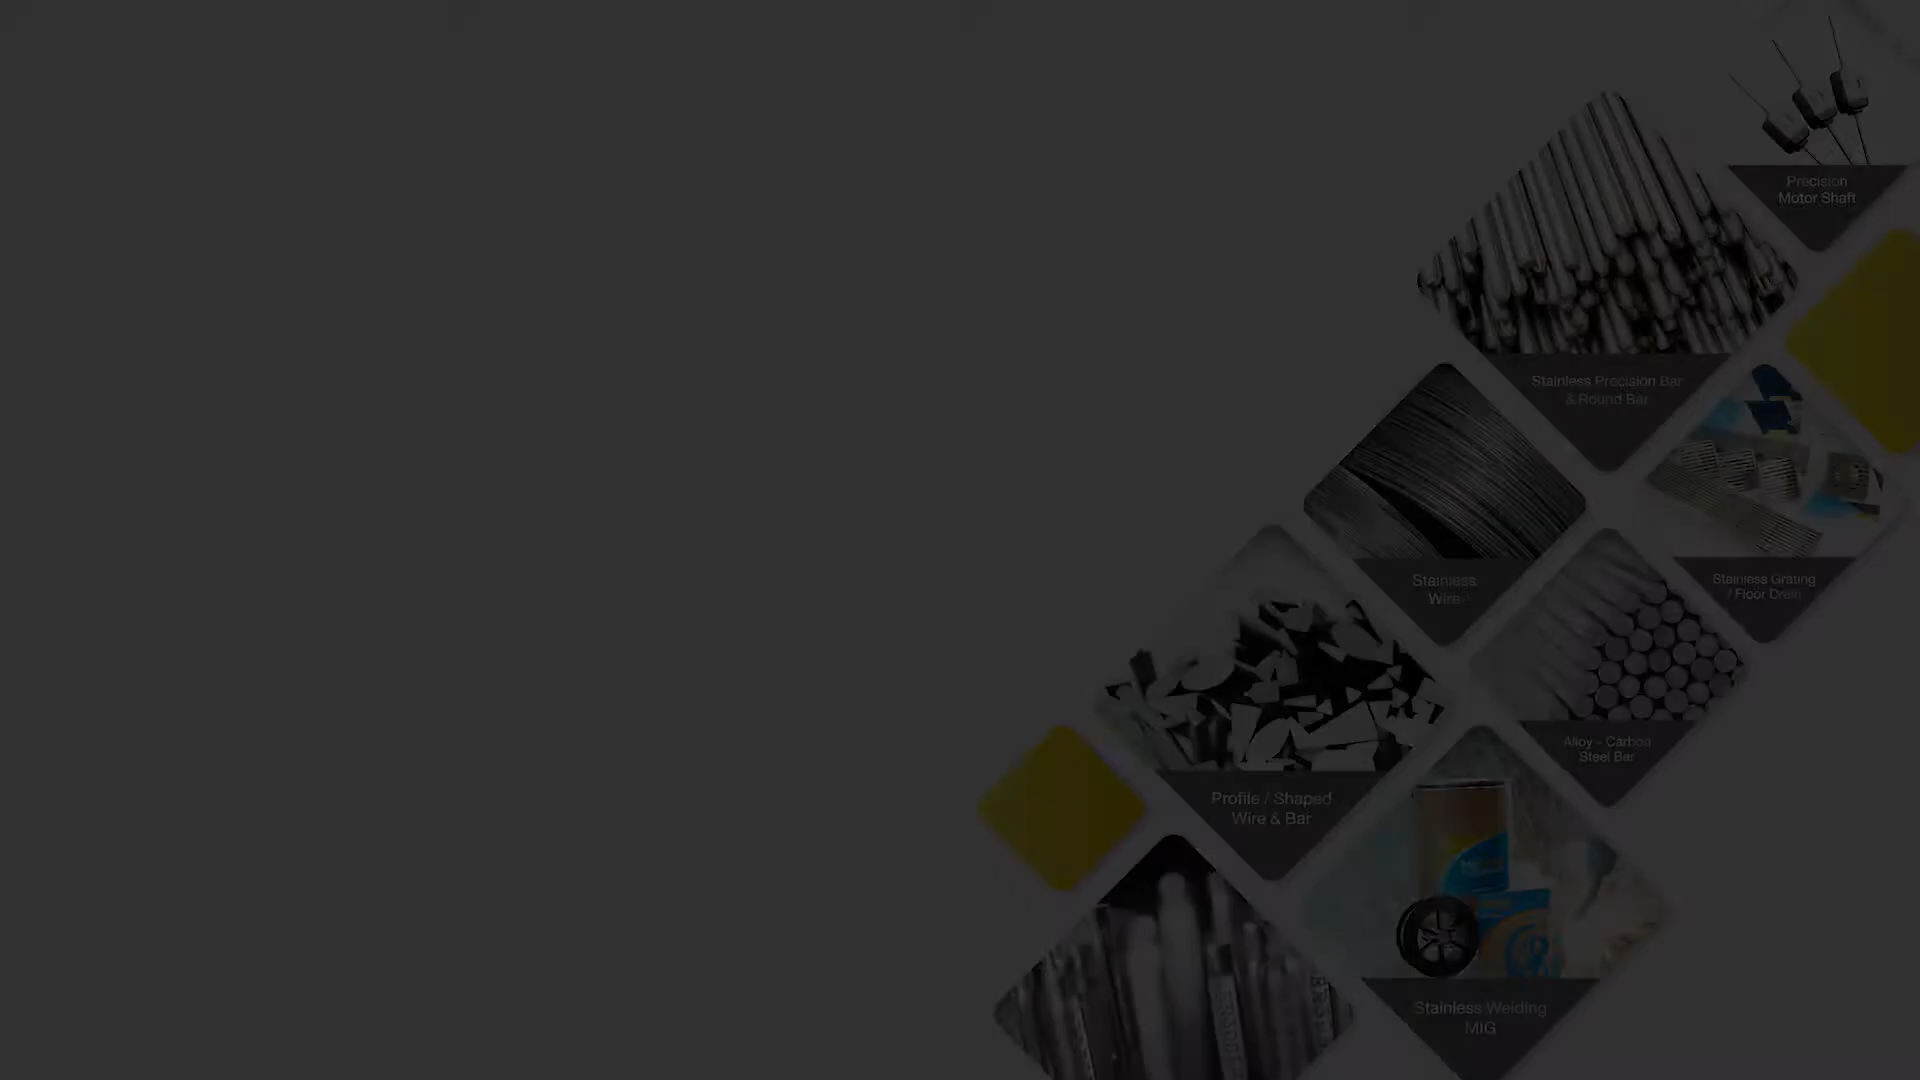 Precision
Motor Shaft
Stainless Precision Bar
& Round Bar
Stainless
Wire
Stainless Grating
/ Floor Drain
Alloy - Carbon
Steel Bar
Profile / Shaped
Wire & Bar
Stainless Welding
MIG